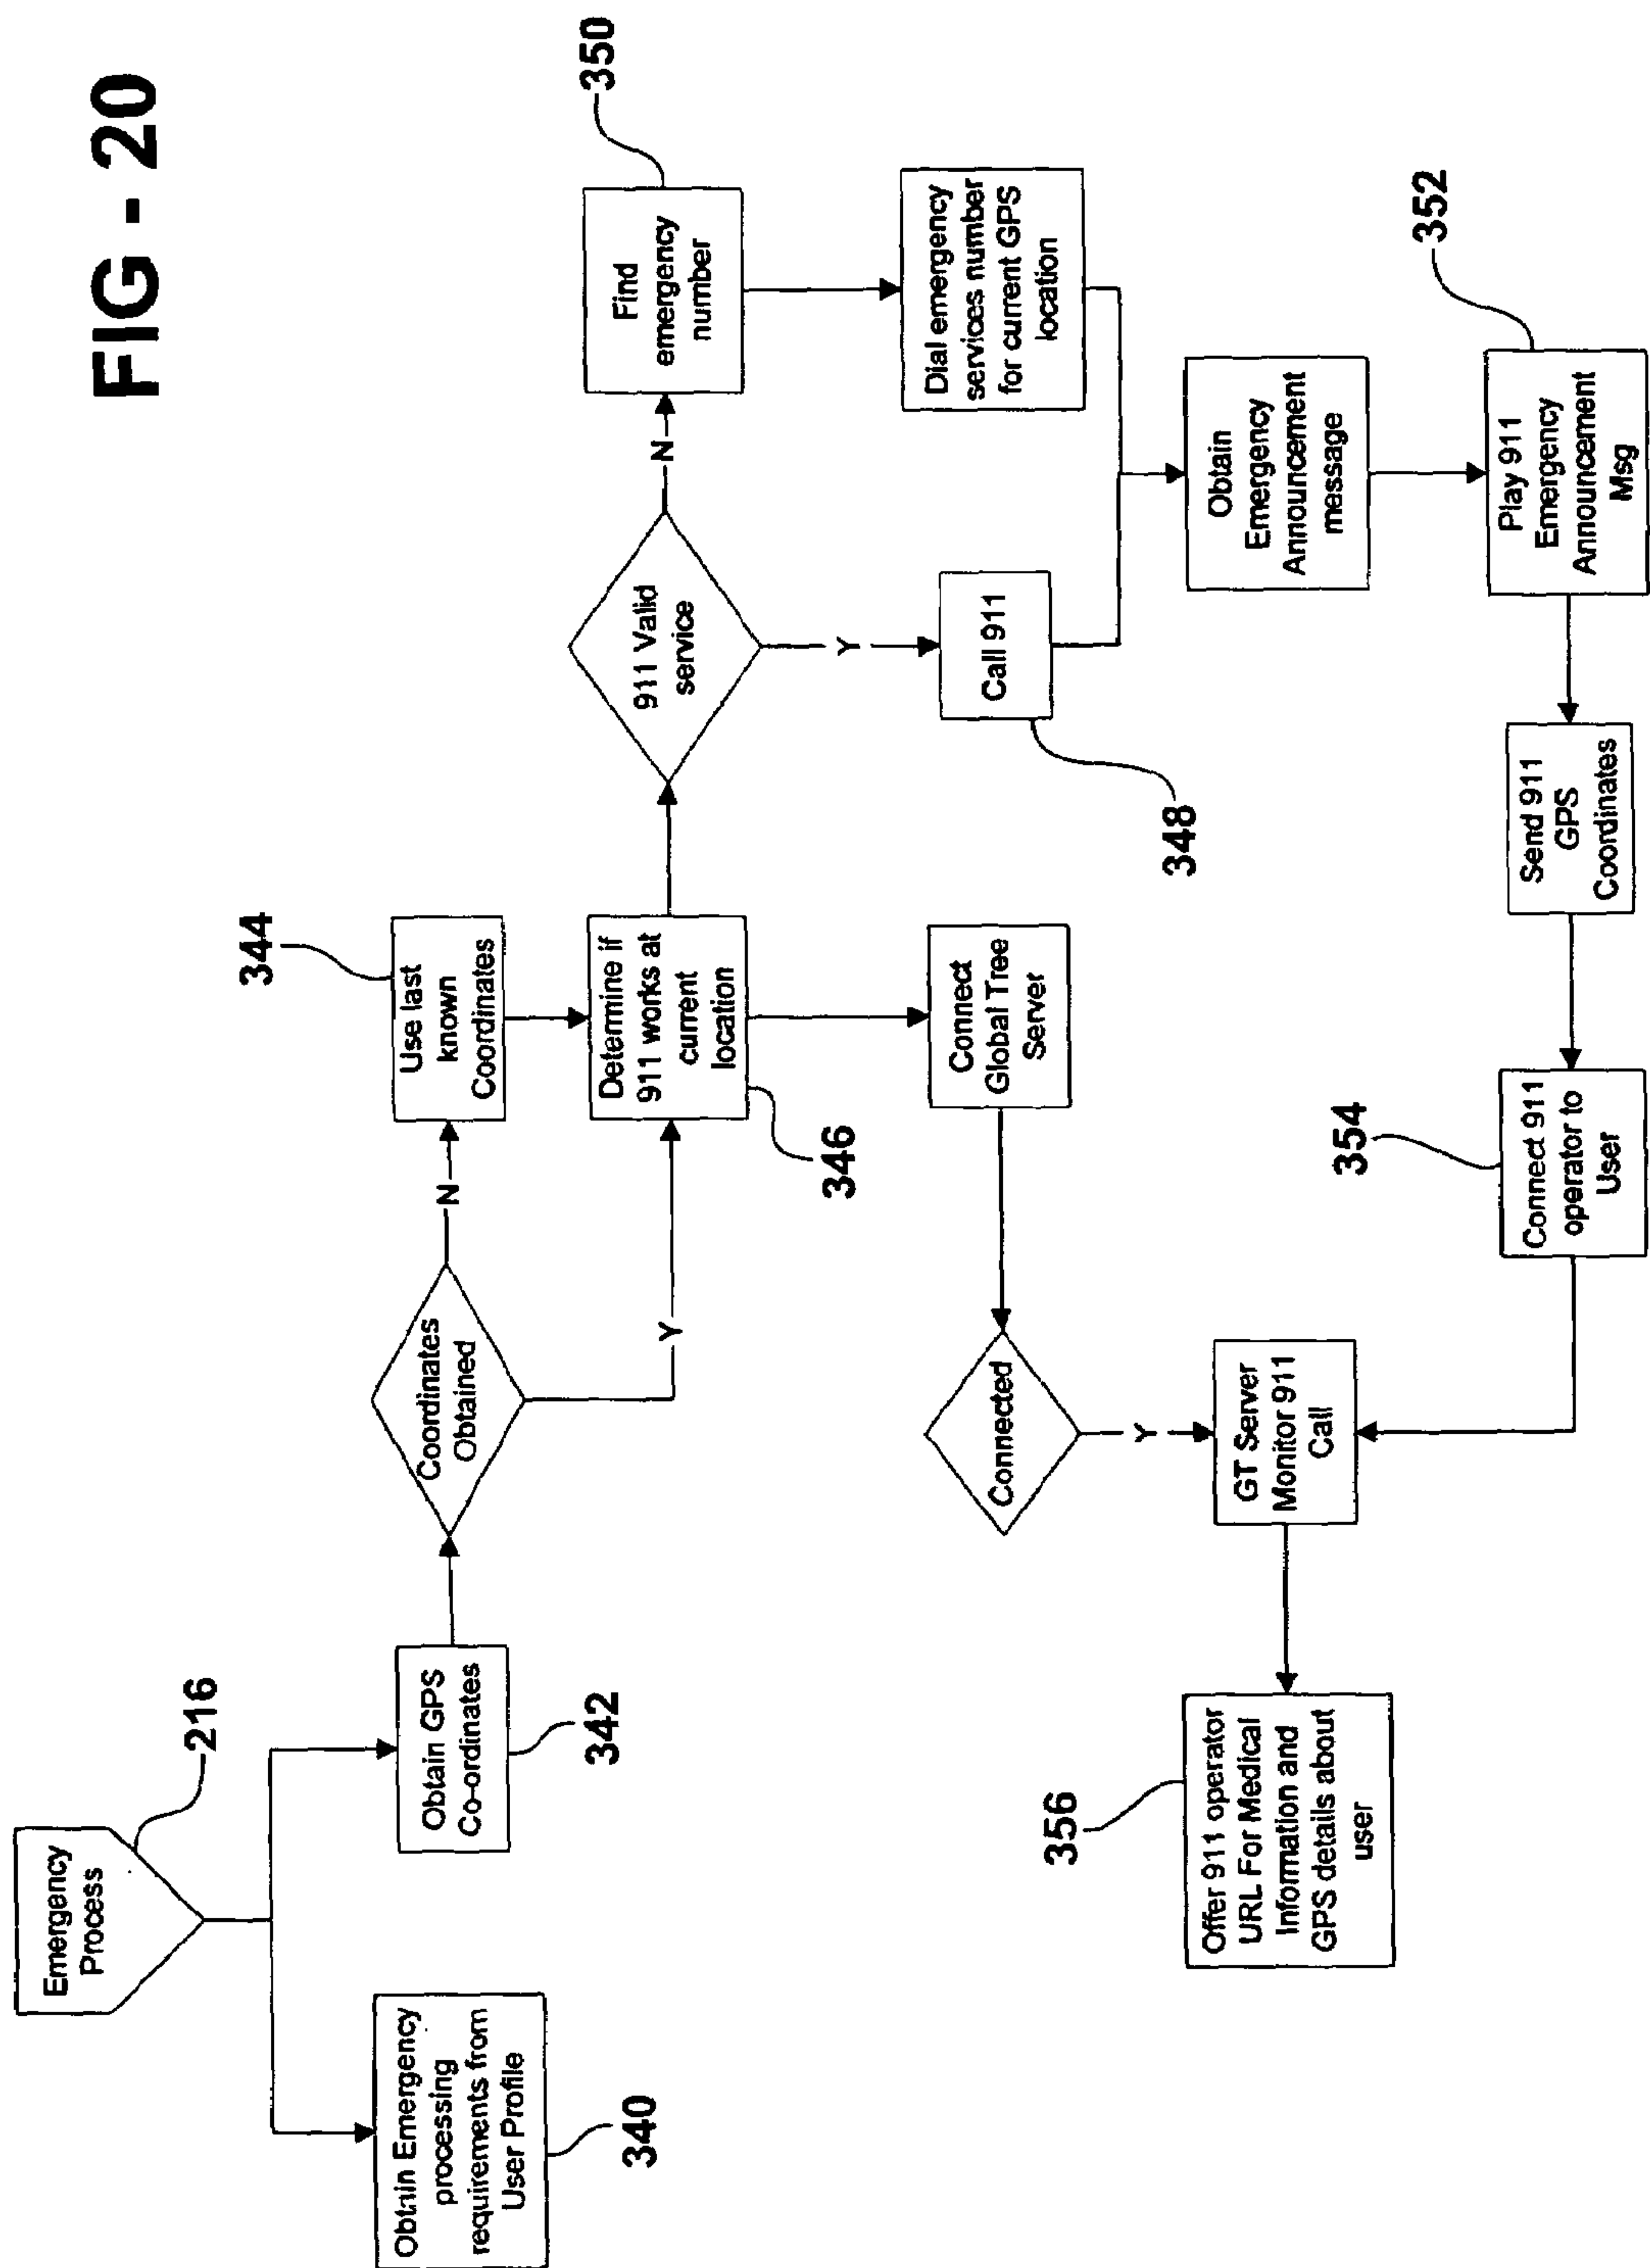 FIG - 20
Emergency
Process
216
Obtain Emergency
processing
requirements from
User Profile
340
Obtain GPS
Co-ordinates
342
Coordinates
Obtained
N
Y
Use last
known
Coordinates
344
Determine if
911 works at
current
location
346
911 Valid
service
N
Y
Find
emergency
number
350
Dial emergency
services number
for current GPS
location
Call 911
348
Connect
Global Tree
Server
Connected
Y
Obtain
Emergency
Announcement
message
Play 911
Emergency
Announcement
Msg
352
Send 911
GPS
Coordinates
Connect 911
operator to
User
354
GT Server
Monitor 911
Call
Offer 911 operator
URL For Medical
Information and
GPS details about
user
356